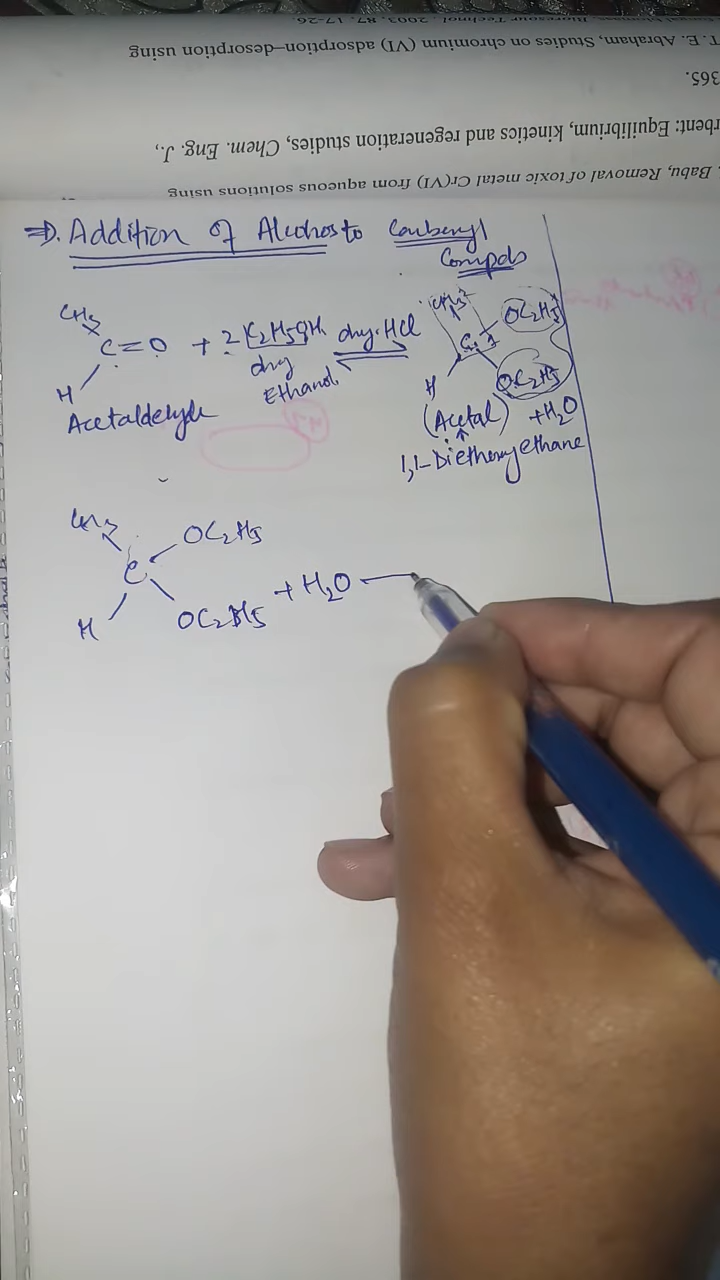 T. E. Abraham, Studies on chromium (VI) adsorption–desorption using
365.
rbent: Equilibrium, kinetics and regeneration studies, Chem. Eng. J.,
Babu, Removal of toxic metal Cr(VI) from aqueous solutions using
⇒. Addition of Alcohols to Carbonyl
Compds
CH3
C=O + 2 C2H5OH dry HCl ⇌ CH3 C OC2H5
H
dry
Ethanol
H OC2H5
Acetaldehyde
(Acetal) +H2O
1,1-Diethoxyethane
CH3 OC2H5
C
H OC2H5 + H2O